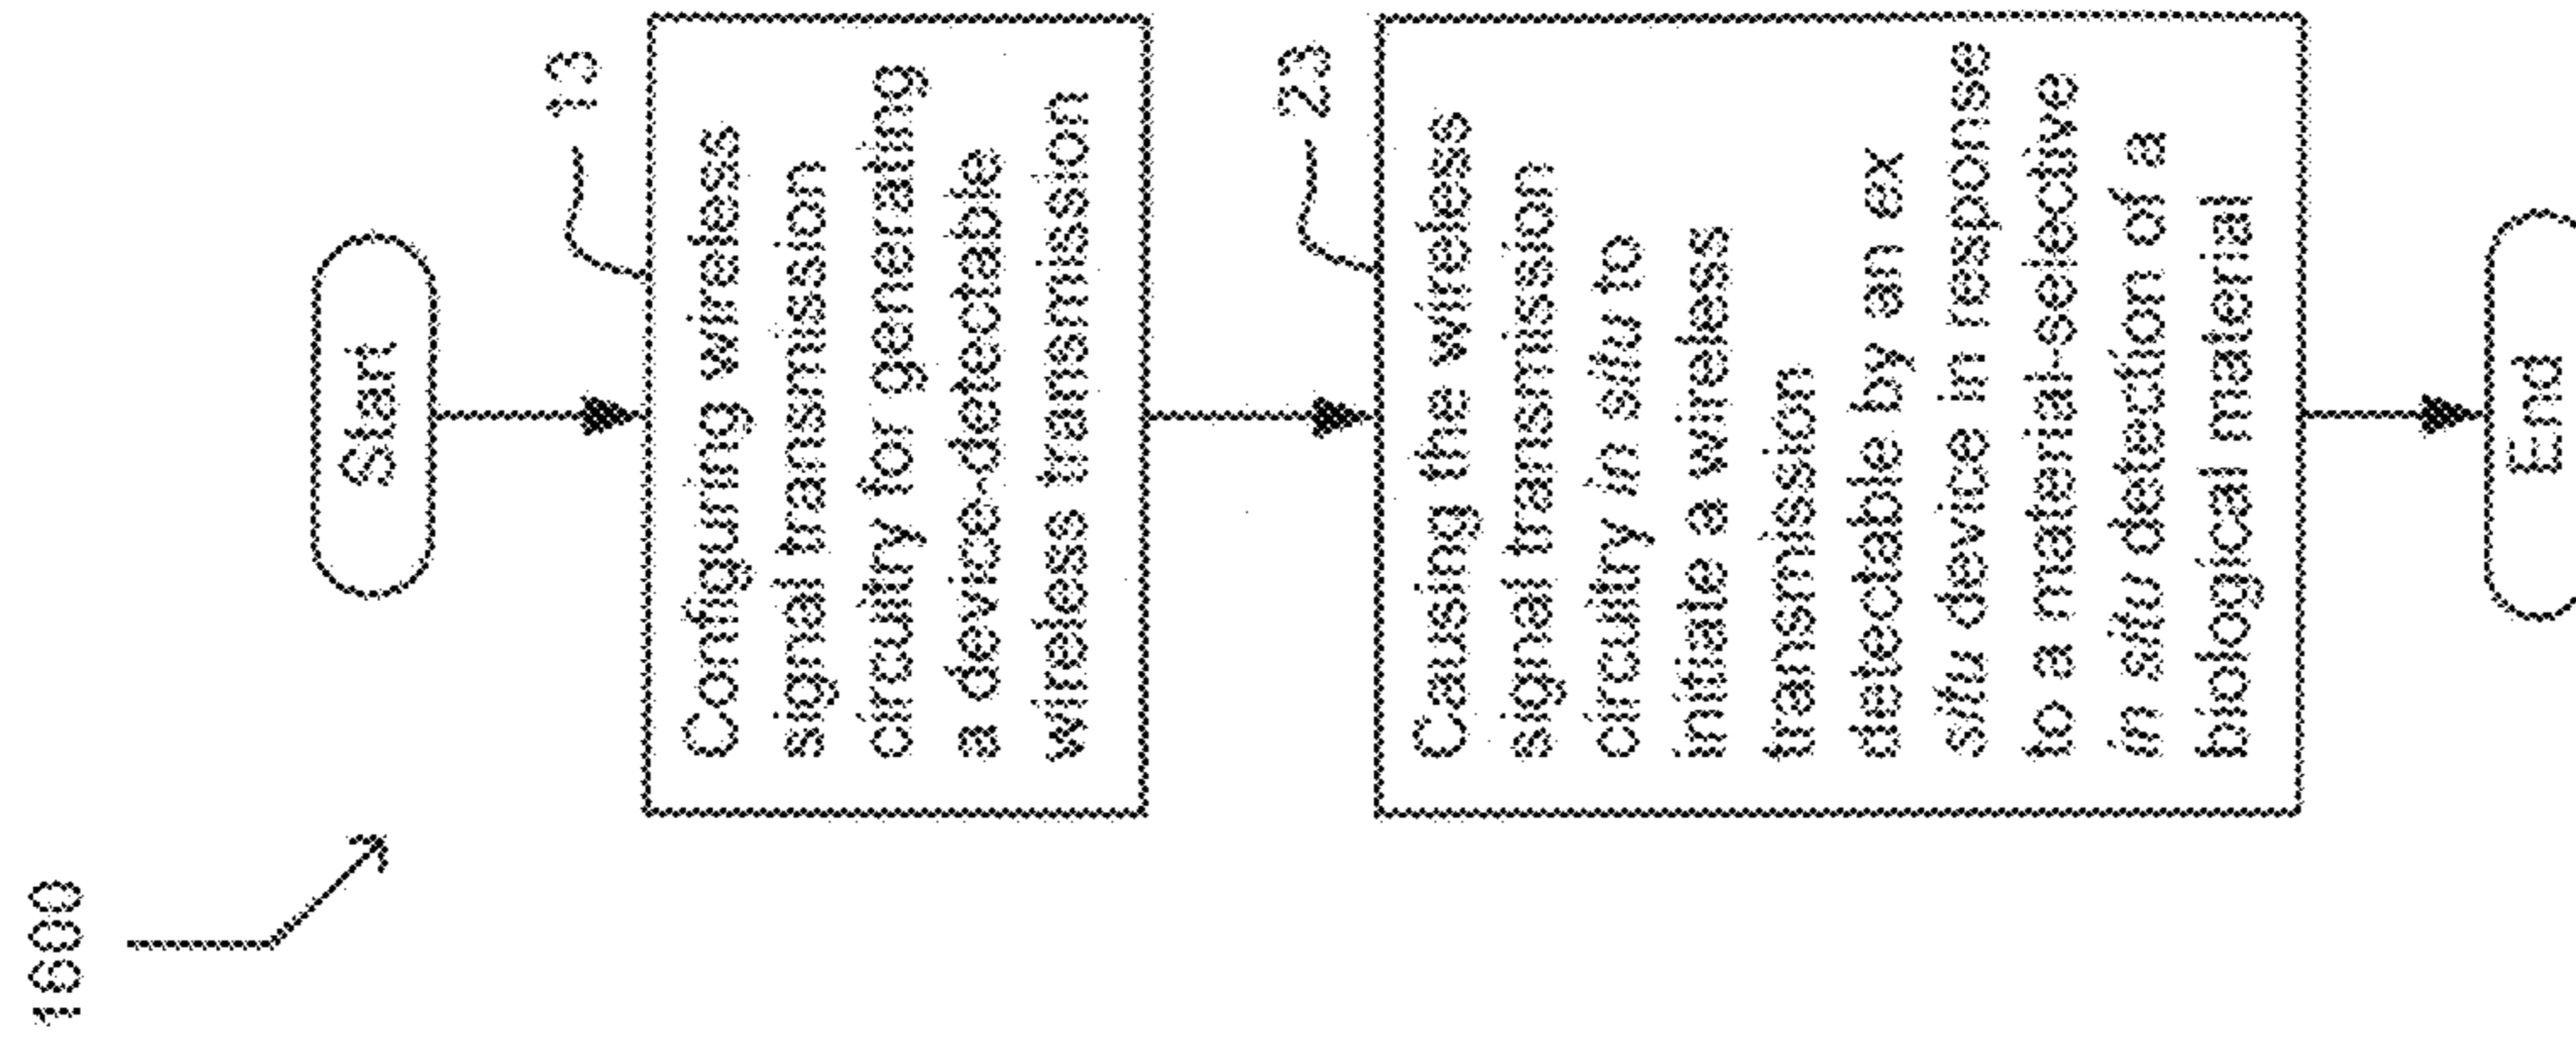 1600
Start
13
Configuring wireless
signal transmission
circuitry for generating
a device-detectable
wireless transmission
23
Causing the wireless
signal transmission
circuitry in situ to
initiate a wireless
transmission
detectable by an ex
situ device in response
to a material-selective
in situ detection of a
biological material
End